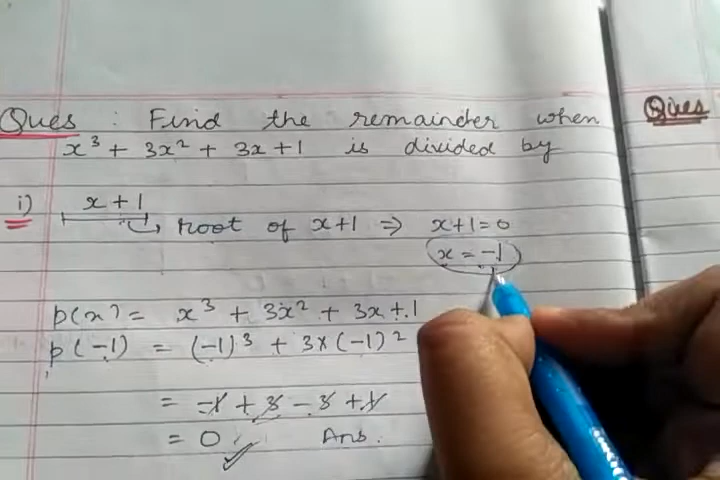 Ques : Find the remainder when
x³ + 3x² + 3x + 1 is divided by
i) x + 1
root of x+1 ⇒ x+1=0
x = -1
p(x) = x³ + 3x² + 3x + 1
p(-1) = (-1)³ + 3×(-1)²
= -1 + 3 - 3 + 1
= 0 Ans.
Ques